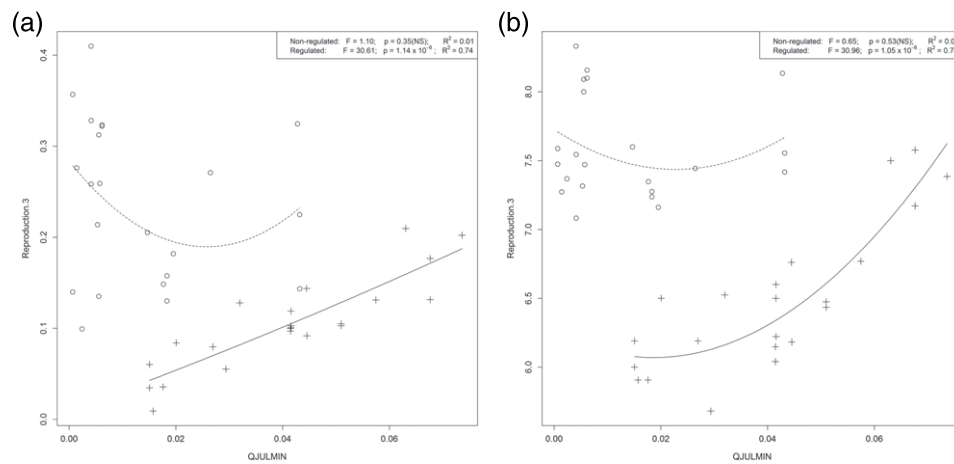 (a)
Non-regulated: F = 1.10; p = 0.35(NS) R² = 0.01
Regulated: F = 30.61; p = 1.14 x 10⁻⁶; R² = 0.74
Reproduction.3
0.4
0.3
0.2
0.1
0.0
0.00 0.02 0.04 0.06
QJULMIN
(b)
Non-regulated: F = 0.65; p = 0.53(NS)
Regulated: F = 30.96; p = 1.05 x 10⁻⁶;
Reproduction.3
8.0
7.5
7.0
6.5
6.0
0.00 0.02 0.04 0.06
QJULMIN